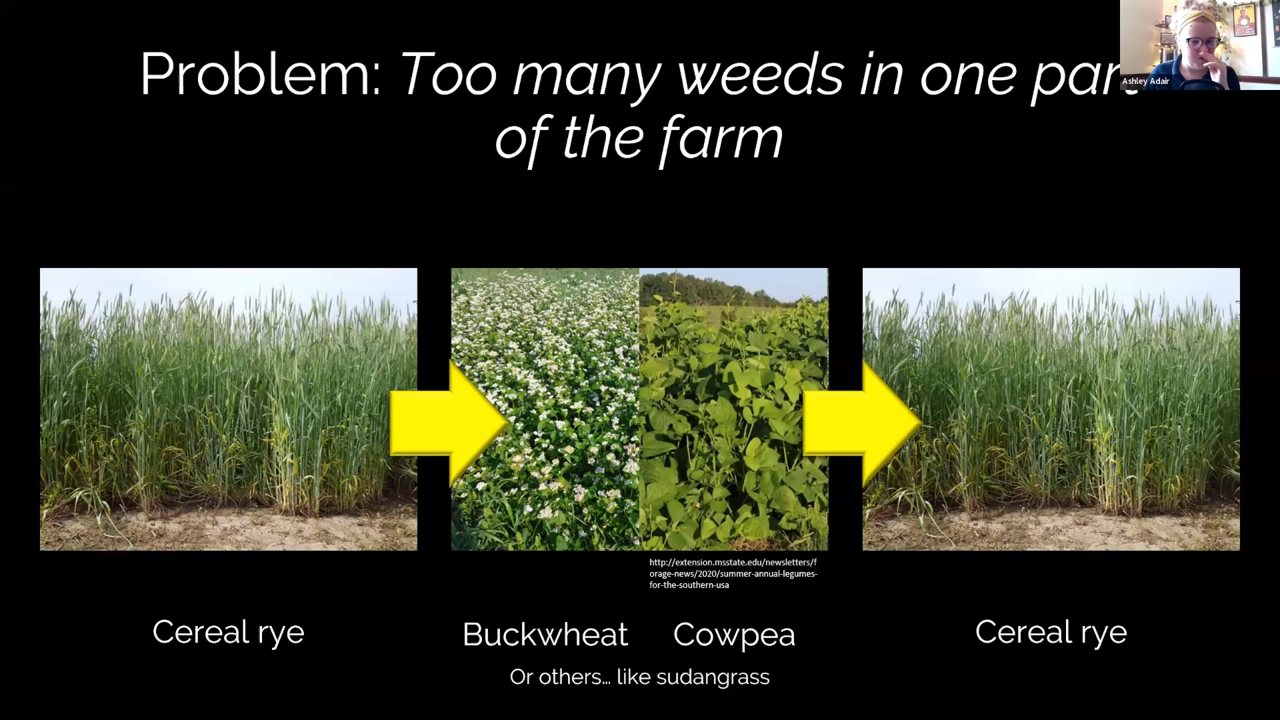 Problem: Too many weeds in one part
of the farm
Ashley Adair
http://extension.msstate.edu/newsletters/f
orage-news/2020/summer-annual-legumes-
for-the-southern-usa
Cereal rye
Buckwheat
Cowpea
Cereal rye
Or others… like sudangrass